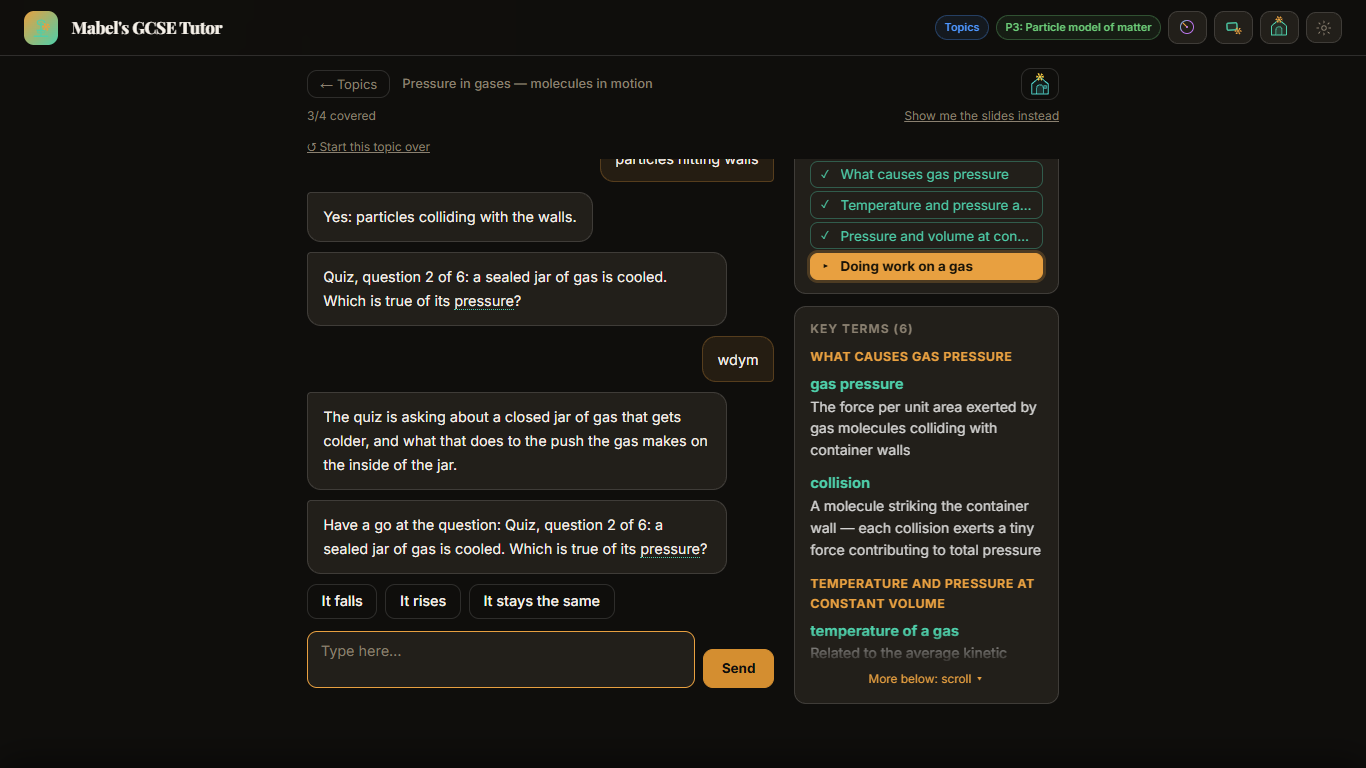 Mabel's GCSE Tutor
Topics
P3: Particle model of matter
← Topics
Pressure in gases — molecules in motion
3/4 covered
Show me the slides instead
↺ Start this topic over
particles hitting walls
Yes: particles colliding with the walls.
Quiz, question 2 of 6: a sealed jar of gas is cooled.
Which is true of its pressure?
wdym
The quiz is asking about a closed jar of gas that gets
colder, and what that does to the push the gas makes on
the inside of the jar.
Have a go at the question: Quiz, question 2 of 6: a
sealed jar of gas is cooled. Which is true of its pressure?
It falls
It rises
It stays the same
Type here...
Send
✓ What causes gas pressure
✓ Temperature and pressure a...
✓ Pressure and volume at con...
▸ Doing work on a gas
KEY TERMS (6)
WHAT CAUSES GAS PRESSURE
gas pressure
The force per unit area exerted by
gas molecules colliding with
container walls
collision
A molecule striking the container
wall — each collision exerts a tiny
force contributing to total pressure
TEMPERATURE AND PRESSURE AT
CONSTANT VOLUME
temperature of a gas
Related to the average kinetic
More below: scroll ▾